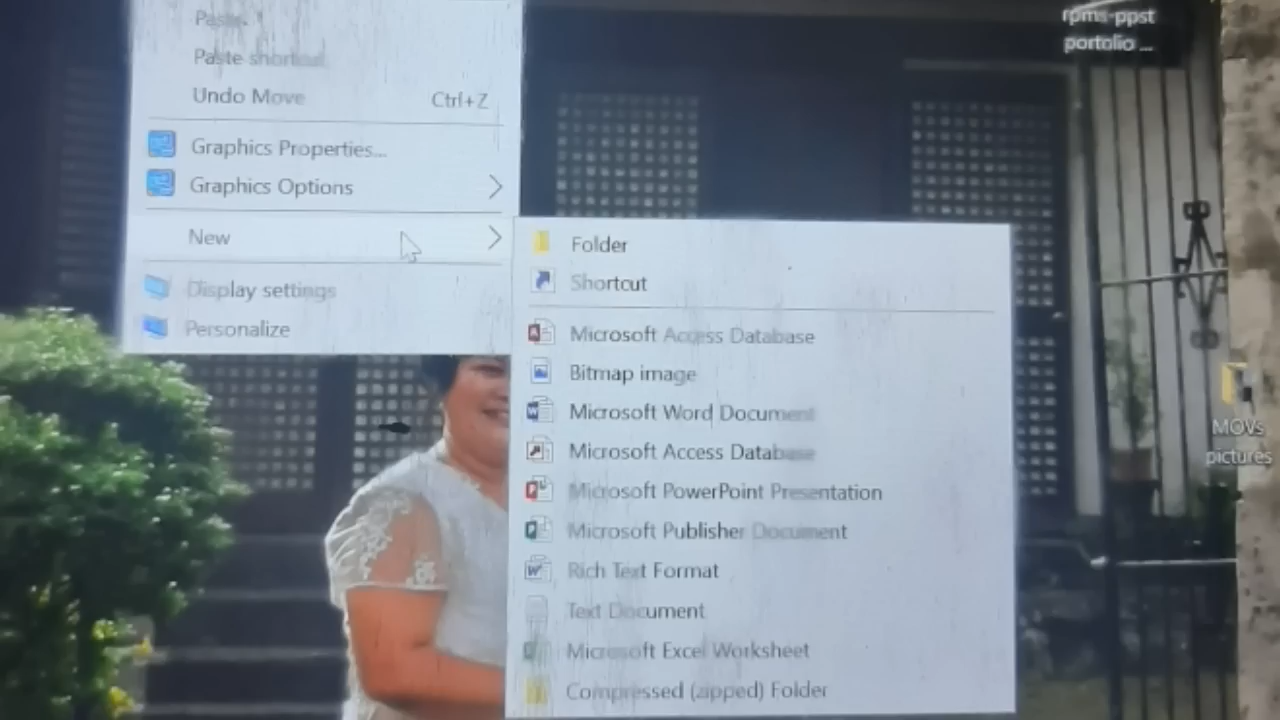 Paste
Paste shortcut
Undo Move Ctrl+Z
Graphics Properties...
Graphics Options
New
Display settings
Personalize
Folder
Shortcut
Microsoft Access Database
Bitmap image
Microsoft Word Document
Microsoft Access Database
Microsoft PowerPoint Presentation
Microsoft Publisher Document
Rich Text Format
Text Document
Microsoft Excel Worksheet
Compressed (zipped) Folder
rpms-ppst
portolio ...
MOVs
pictures